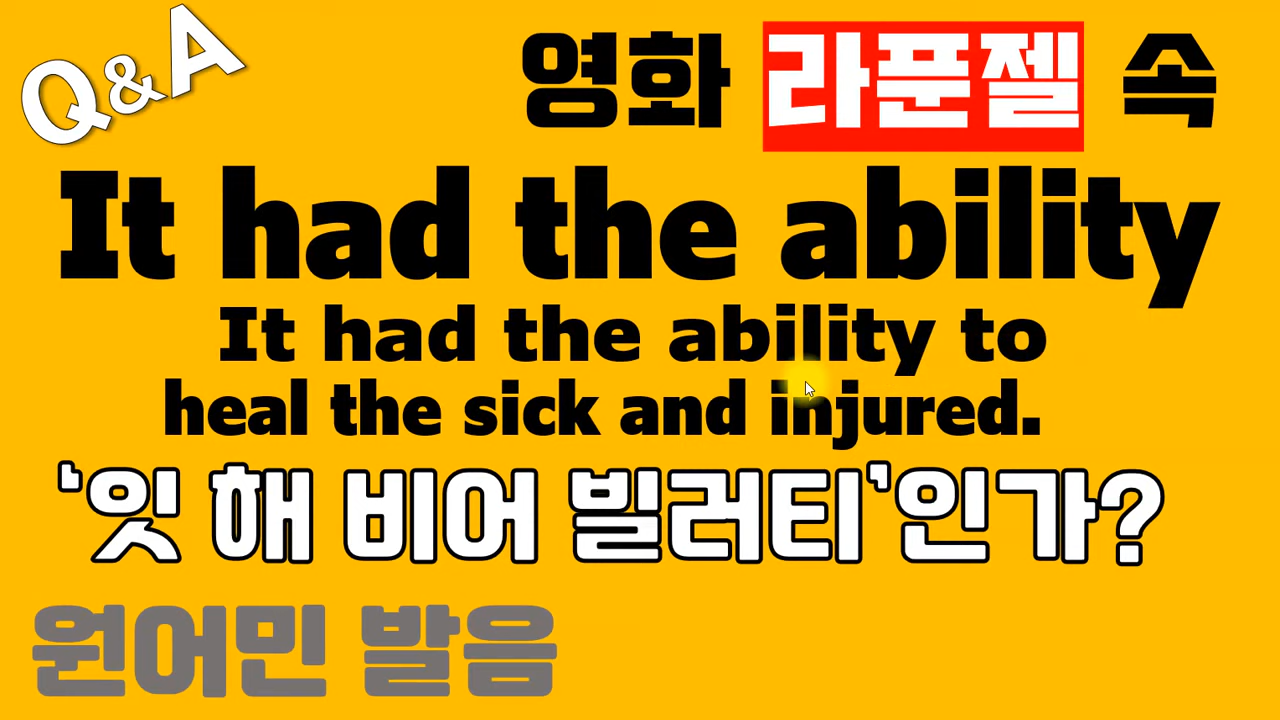 Q&A
영화 라푼젤 속
It had the ability
It had the ability to
heal the sick and injured.
‘잇 해 비어 빌러티’인가?
원어민 발음